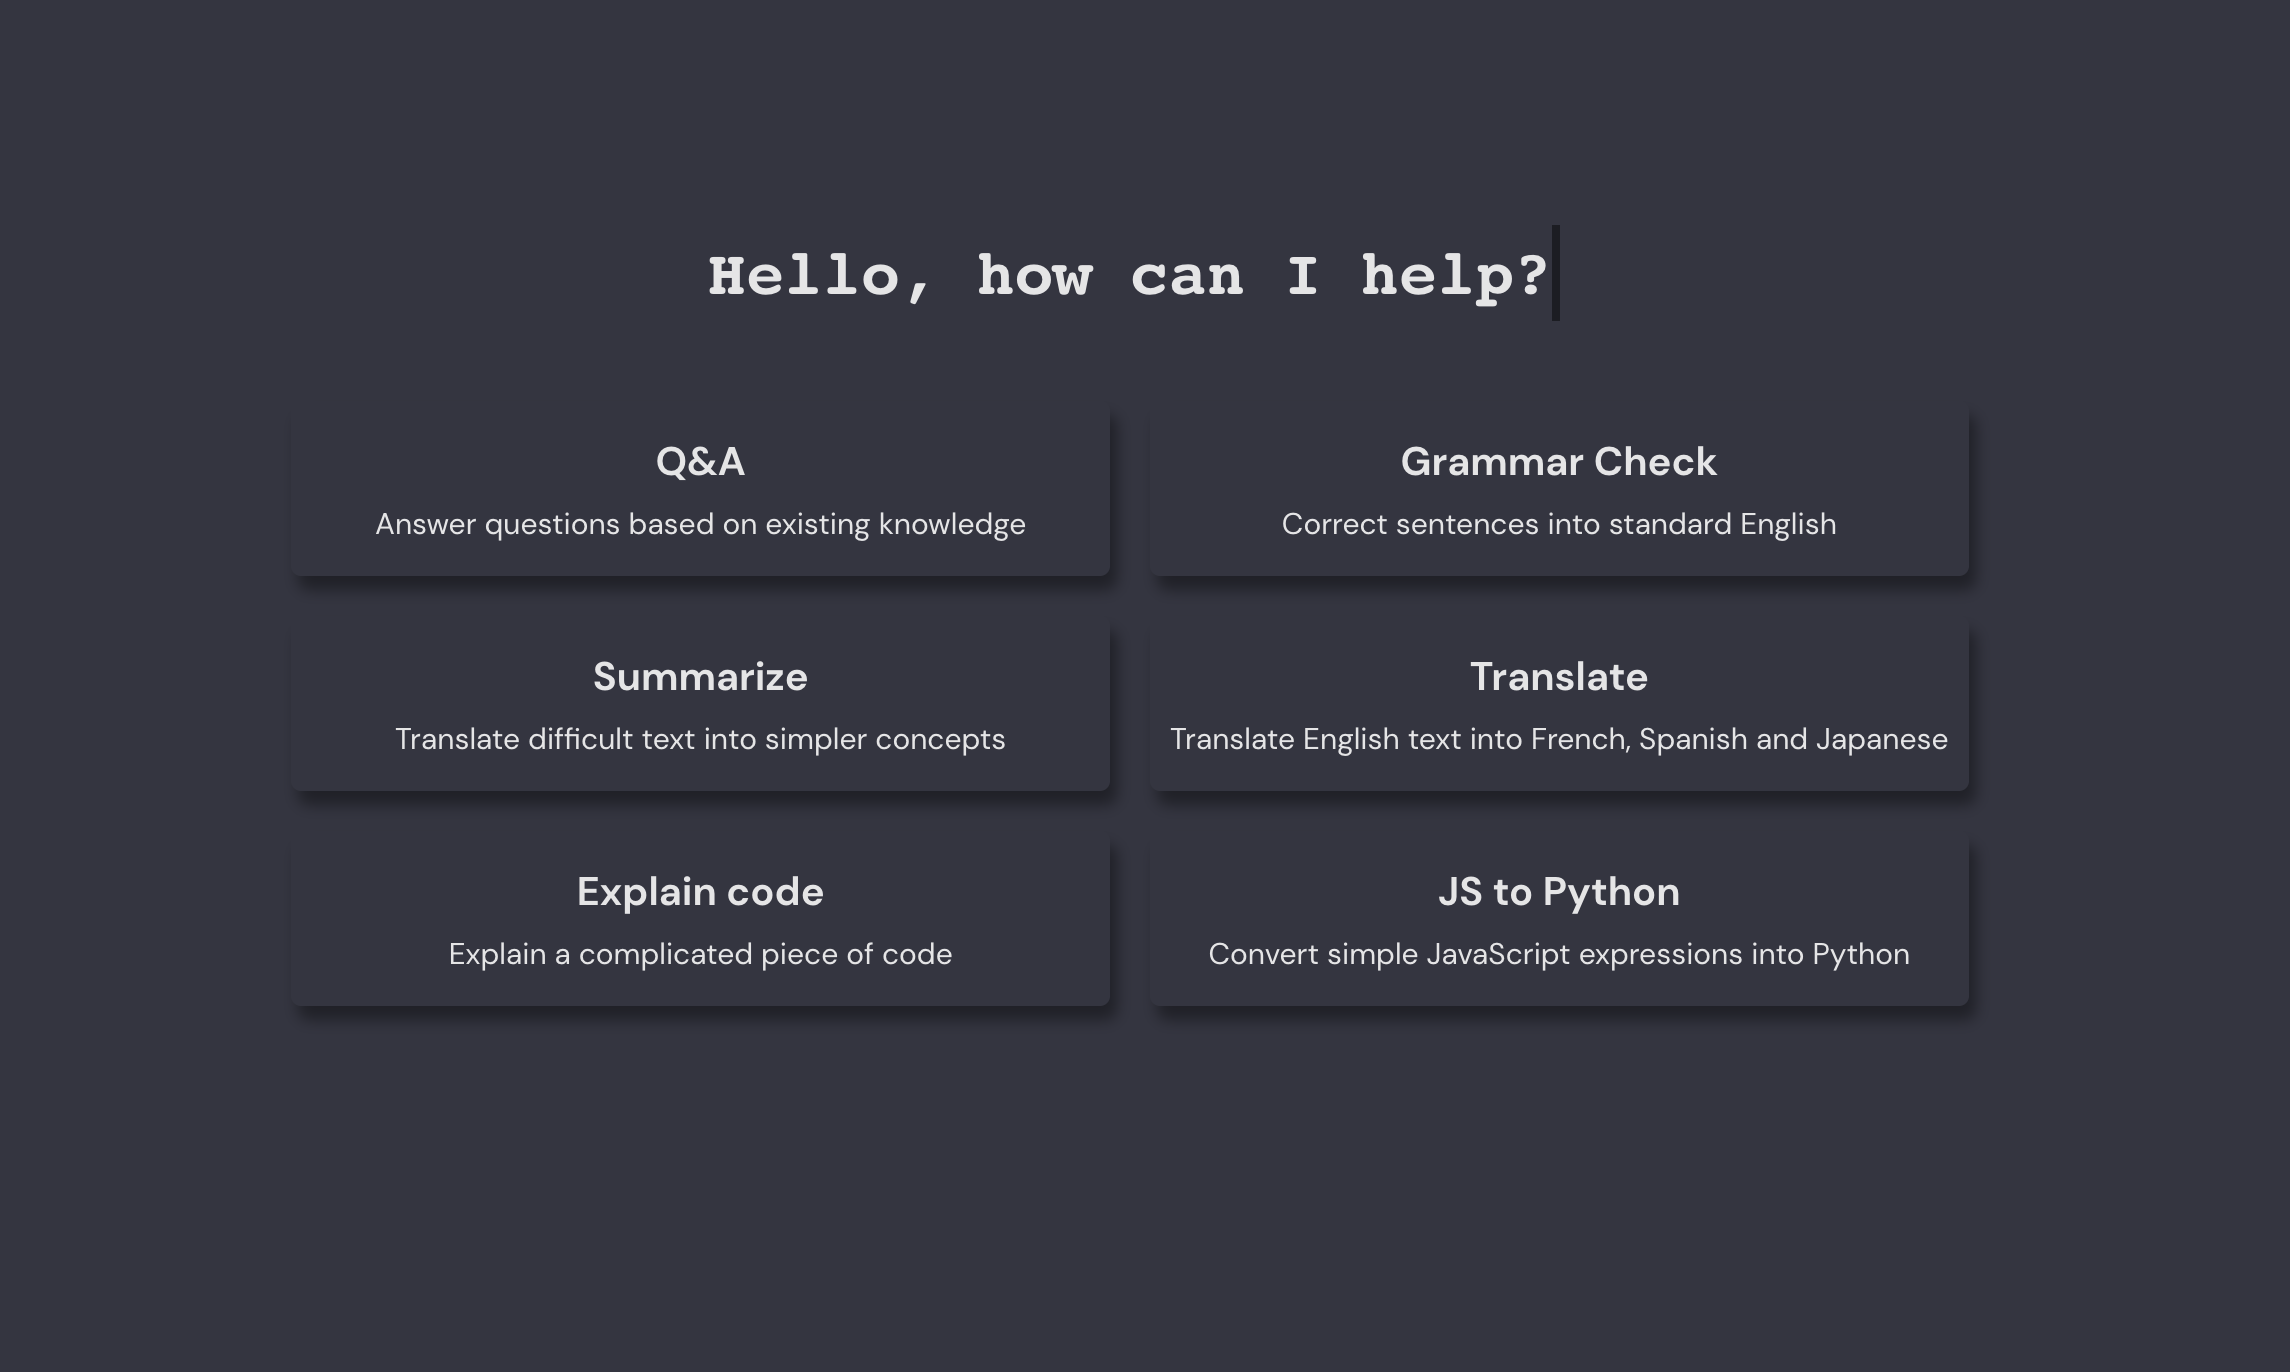 Hello, how can I help?
Q&A
Answer questions based on existing knowledge
Grammar Check
Correct sentences into standard English
Summarize
Translate difficult text into simpler concepts
Translate
Translate English text into French, Spanish and Japanese
Explain code
Explain a complicated piece of code
JS to Python
Convert simple JavaScript expressions into Python